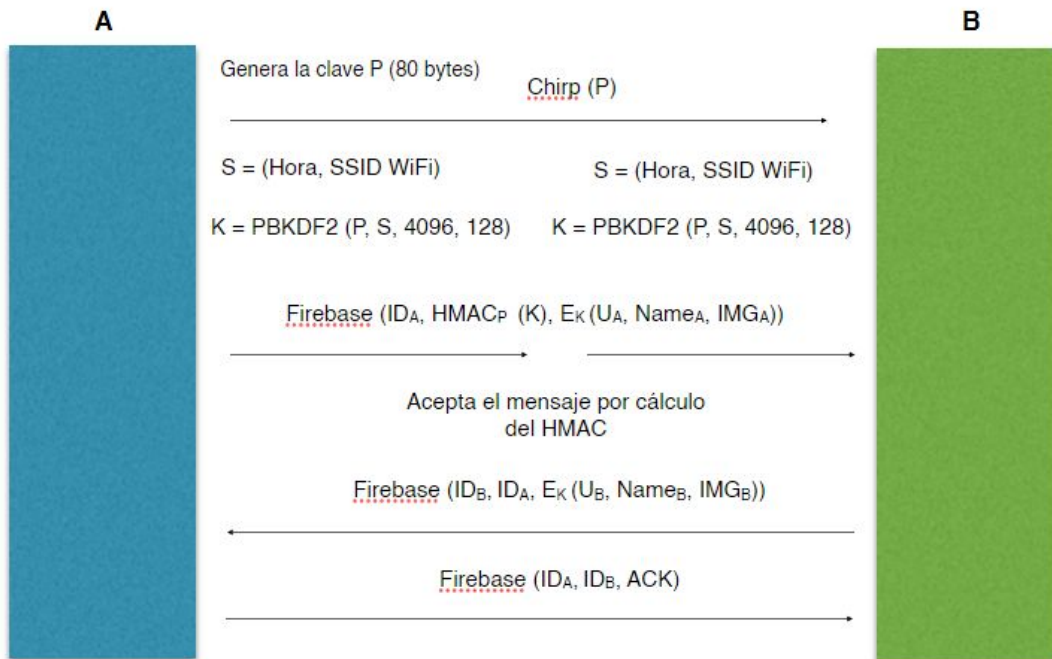 A
B
Genera la clave P (80 bytes)
Chirp (P)
S = (Hora, SSID WiFi)
S = (Hora, SSID WiFi)
K = PBKDF2 (P, S, 4096, 128)
K = PBKDF2 (P, S, 4096, 128)
Firebase (IDA, HMACP (K), EK (UA, NameA, IMGA))
Acepta el mensaje por cálculo
del HMAC
Firebase (IDB, IDA, EK (UB, NameB, IMGB))
Firebase (IDA, IDB, ACK)